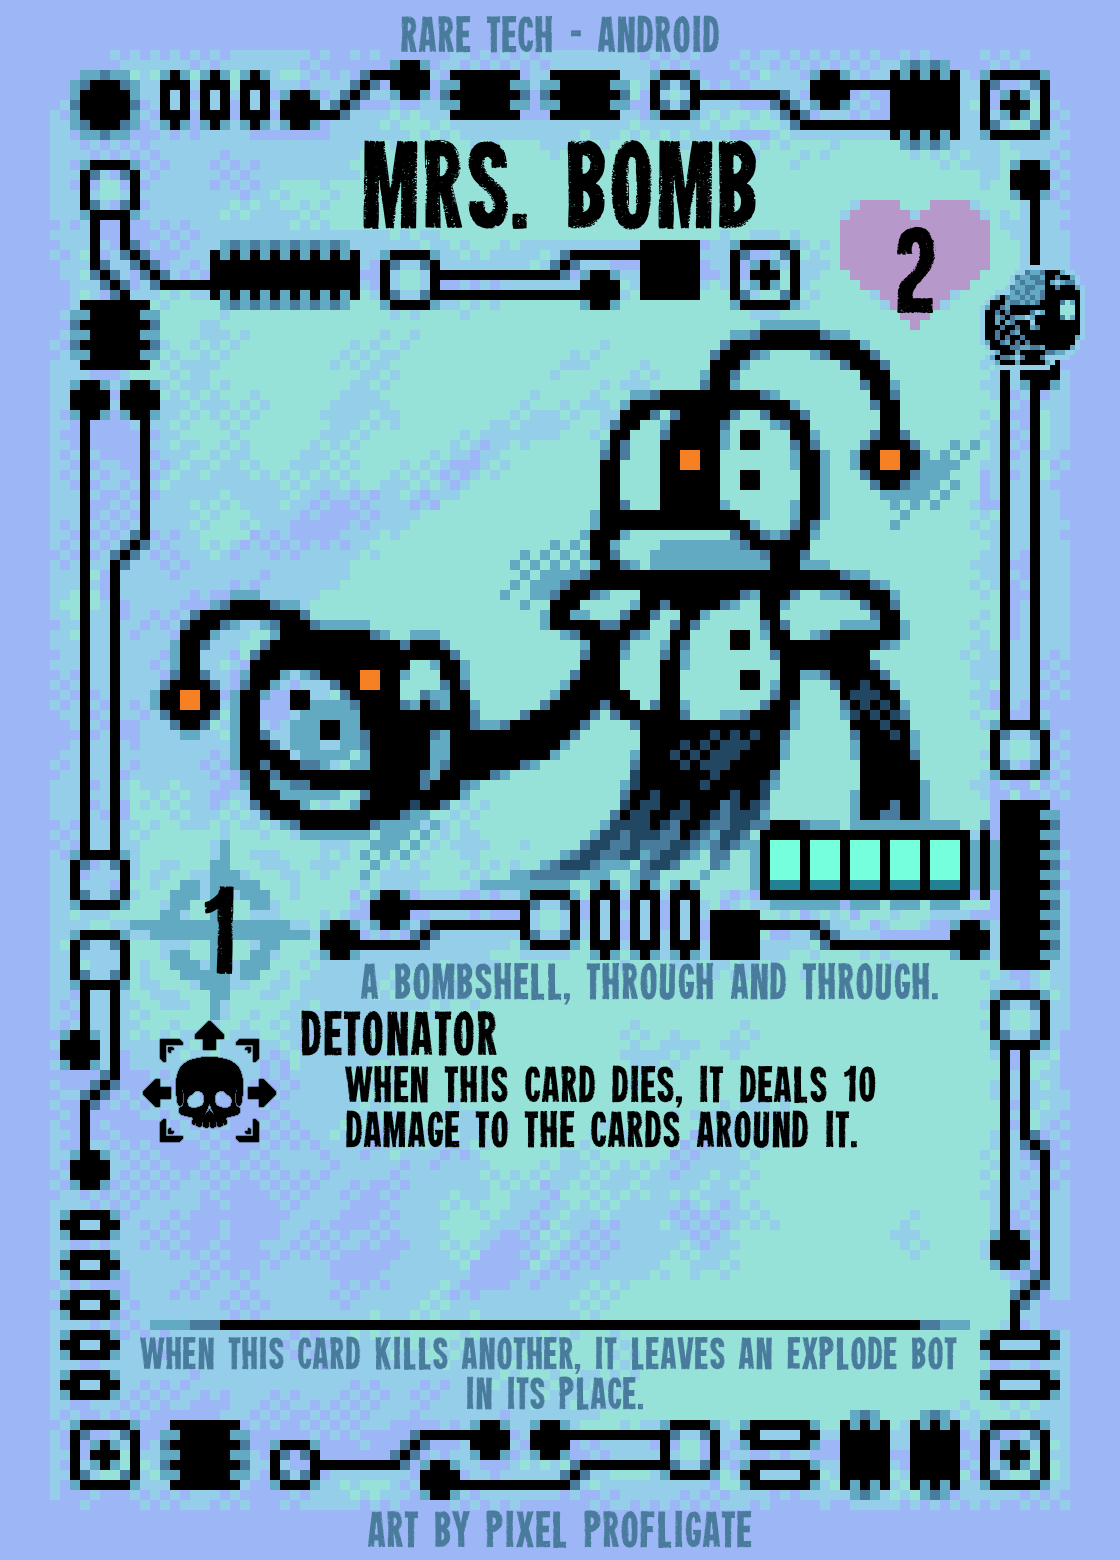 RARE TECH - ANDROID
MRS. BOMB
2
1
A BOMBSHELL, THROUGH AND THROUGH.
DETONATOR
WHEN THIS CARD DIES, IT DEALS 10
DAMAGE TO THE CARDS AROUND IT.
WHEN THIS CARD KILLS ANOTHER, IT LEAVES AN EXPLODE BOT
IN ITS PLACE.
ART BY PIXEL PROFLIGATE